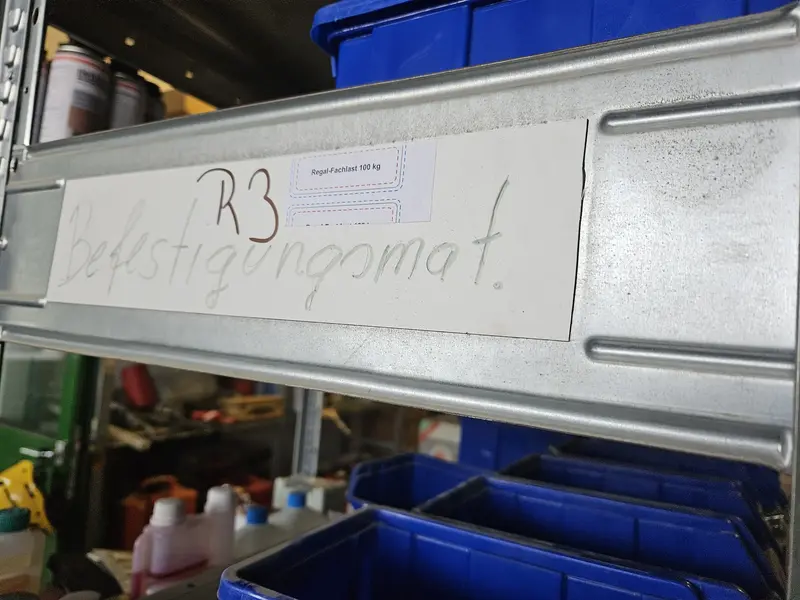 Regal-Fachlast 100 kg
R3
Befestigungsmat.